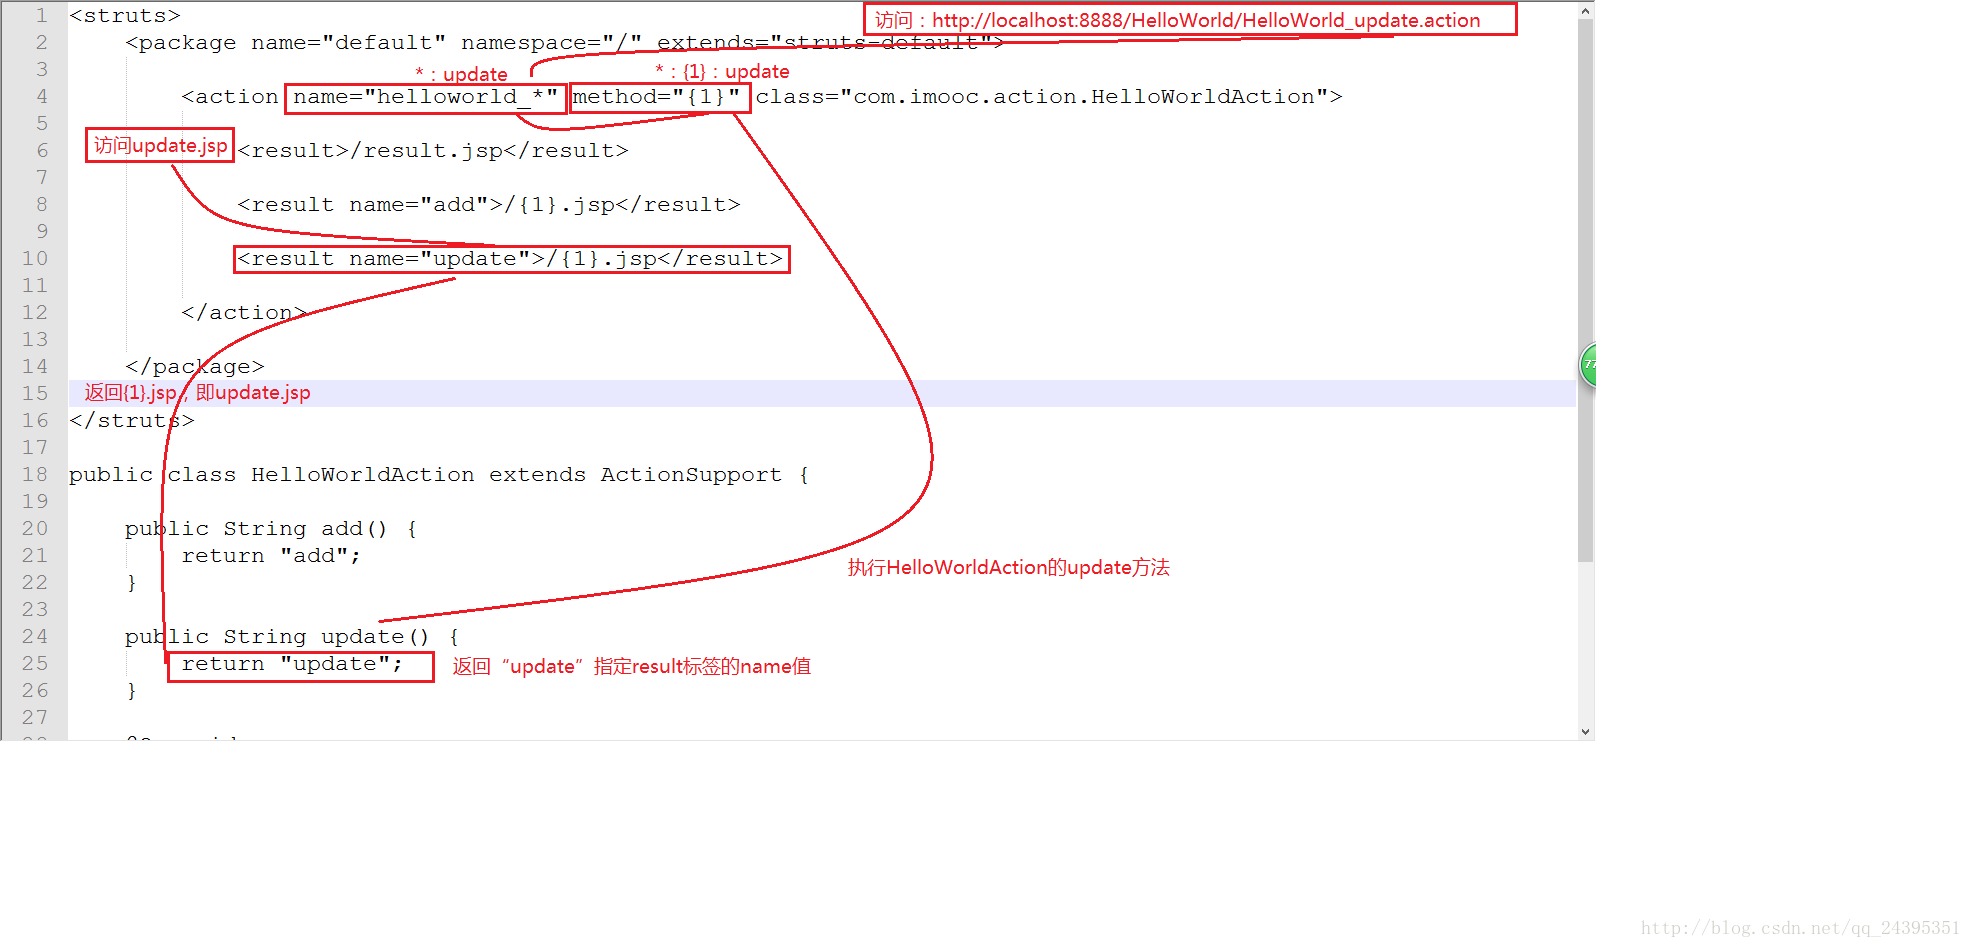 访问：http://localhost:8888/HelloWorld/HelloWorld_update.action
1 <struts>
2 <package name="default" namespace="/" extends="struts-default">
3
*：update *：{1}：update
4 <action name="helloworld_*" method="{1}" class="com.imooc.action.HelloWorldAction">
5
访问update.jsp
6 <result>/result.jsp</result>
7
8 <result name="add">/{1}.jsp</result>
9
10 <result name="update">/{1}.jsp</result>
11
12 </action>
13
14 </package>
15 返回{1}.jsp，即update.jsp
16 </struts>
17
18 public class HelloWorldAction extends ActionSupport {
19
20 public String add() {
21 return "add";
22 }
执行HelloWorldAction的update方法
23
24 public String update() {
25 return "update"; 返回“update”指定result标签的name值
26 }
27
http://blog.csdn.net/qq_24395351